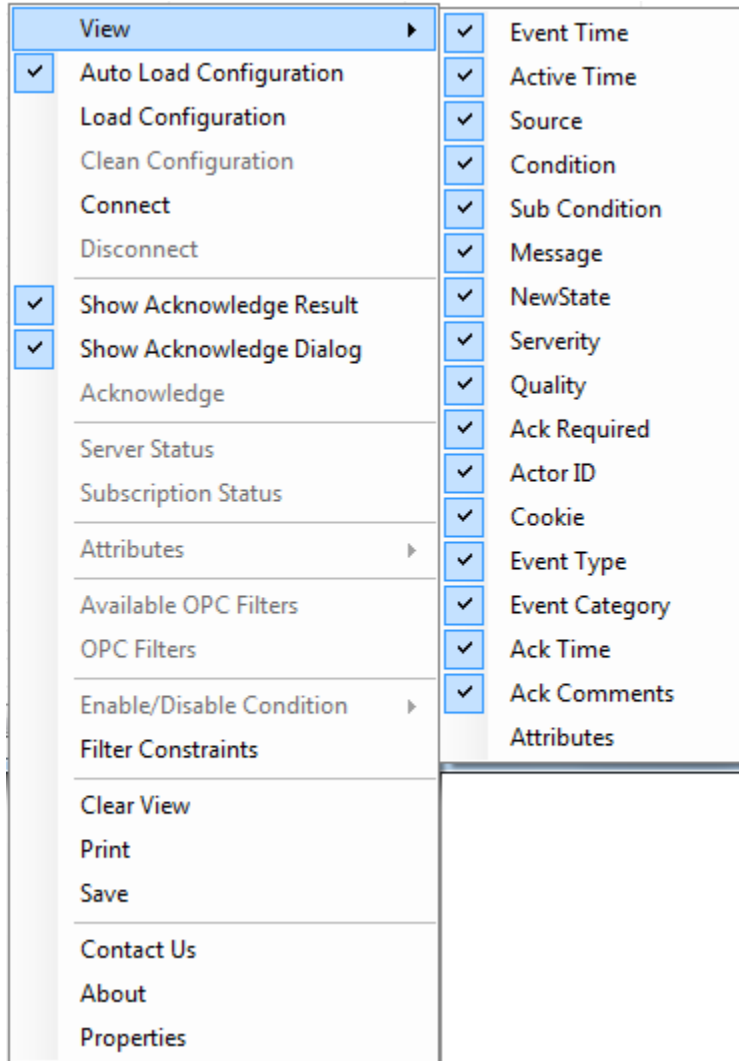 View
Auto Load Configuration
Load Configuration
Clean Configuration
Connect
Disconnect
Show Acknowledge Result
Show Acknowledge Dialog
Acknowledge
Server Status
Subscription Status
Attributes
Available OPC Filters
OPC Filters
Enable/Disable Condition
Filter Constraints
Clear View
Print
Save
Contact Us
About
Properties
Event Time
Active Time
Source
Condition
Sub Condition
Message
NewState
Serverity
Quality
Ack Required
Actor ID
Cookie
Event Type
Event Category
Ack Time
Ack Comments
Attributes